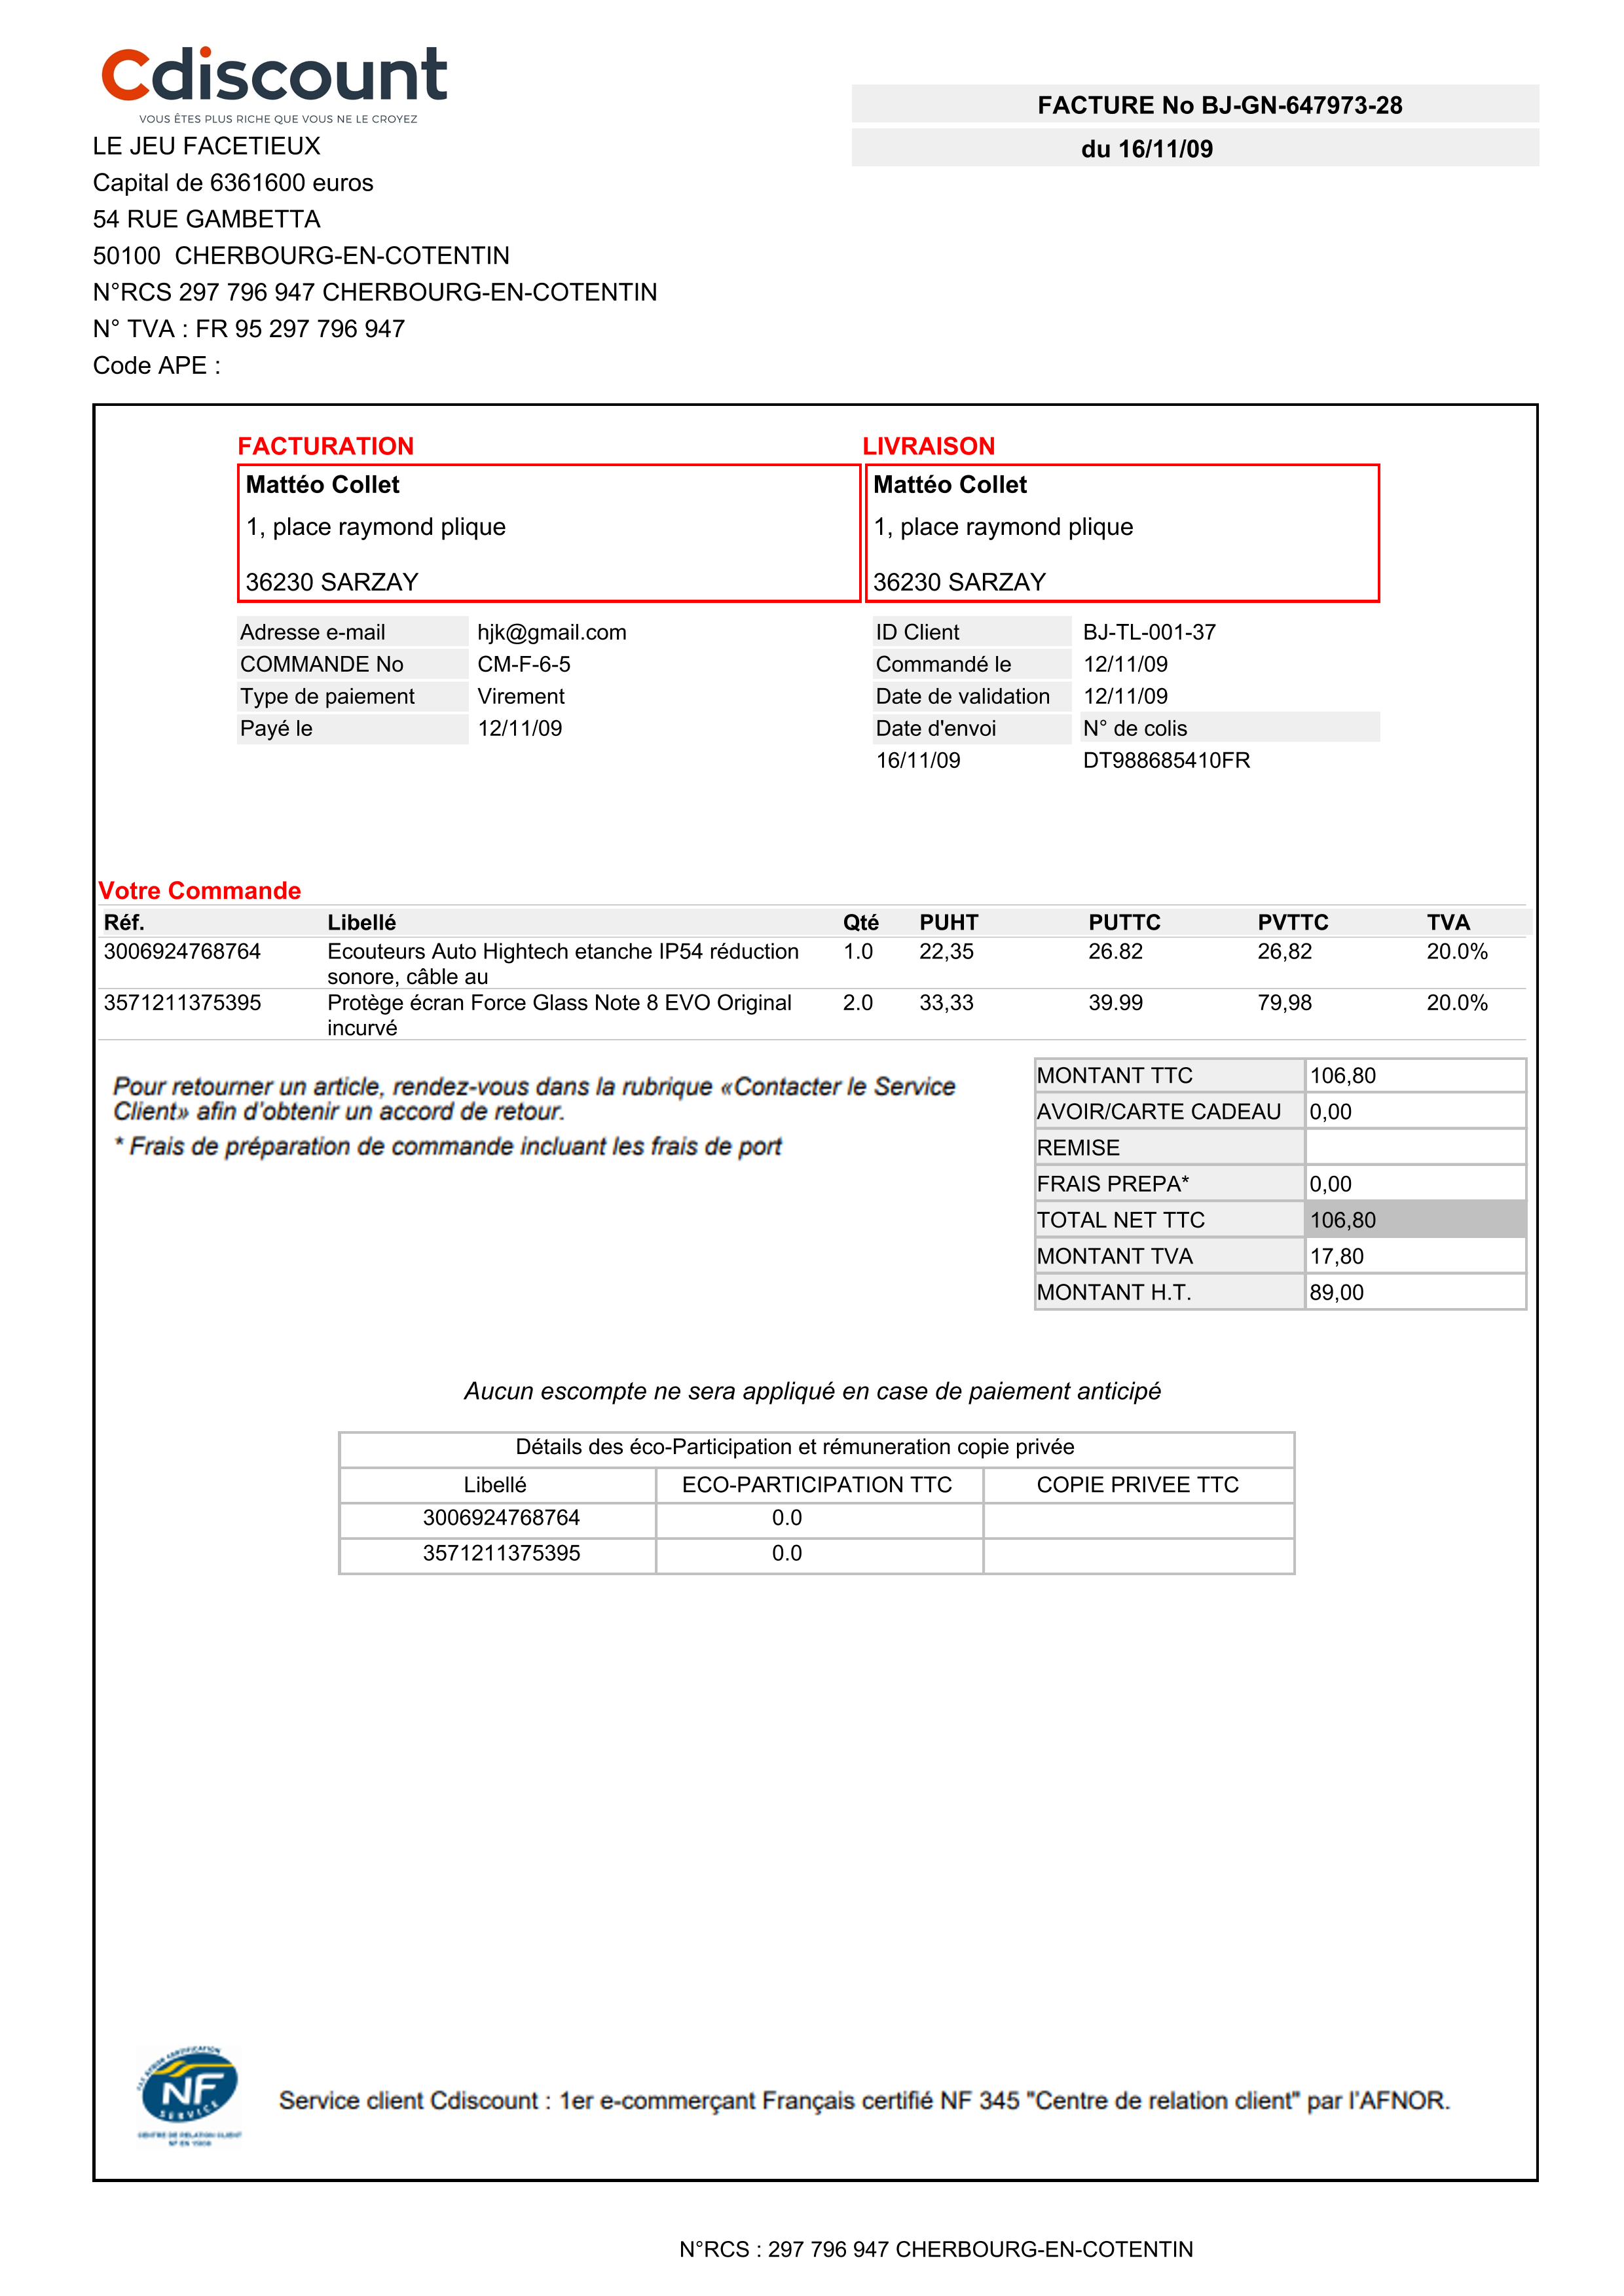 Cdiscount
VOUS ÊTES PLUS RICHE QUE VOUS NE LE CROYEZ
FACTURE No BJ-GN-647973-28
du 16/11/09
LE JEU FACETIEUX
Capital de 6361600 euros
54 RUE GAMBETTA
50100 CHERBOURG-EN-COTENTIN
N°RCS 297 796 947 CHERBOURG-EN-COTENTIN
N° TVA : FR 95 297 796 947
Code APE :
FACTURATION
Mattéo Collet
1, place raymond plique
36230 SARZAY
LIVRAISON
Mattéo Collet
1, place raymond plique
36230 SARZAY
Adresse e-mail hjk@gmail.com
COMMANDE No CM-F-6-5
Type de paiement Virement
Payé le 12/11/09
ID Client BJ-TL-001-37
Commandé le 12/11/09
Date de validation 12/11/09
Date d'envoi N° de colis
16/11/09 DT988685410FR
Votre Commande
Réf. Libellé Qté PUHT PUTTC PVTTC TVA
3006924768764 Ecouteurs Auto Hightech etanche IP54 réduction 1.0 22,35 26.82 26,82 20.0%
sonore, câble au
3571211375395 Protège écran Force Glass Note 8 EVO Original 2.0 33,33 39.99 79,98 20.0%
incurvé
Pour retourner un article, rendez-vous dans la rubrique «Contacter le Service
Client» afin d'obtenir un accord de retour.
* Frais de préparation de commande incluant les frais de port
MONTANT TTC 106,80
AVOIR/CARTE CADEAU 0,00
REMISE
FRAIS PREPA* 0,00
TOTAL NET TTC 106,80
MONTANT TVA 17,80
MONTANT H.T. 89,00
Aucun escompte ne sera appliqué en case de paiement anticipé
Détails des éco-Participation et rémuneration copie privée
Libellé ECO-PARTICIPATION TTC COPIE PRIVEE TTC
3006924768764 0.0
3571211375395 0.0
NF
SERVICE
CENTRE DE RELATION CLIENT
Service client Cdiscount : 1er e-commerçant Français certifié NF 345 "Centre de relation client" par l'AFNOR.
N°RCS : 297 796 947 CHERBOURG-EN-COTENTIN